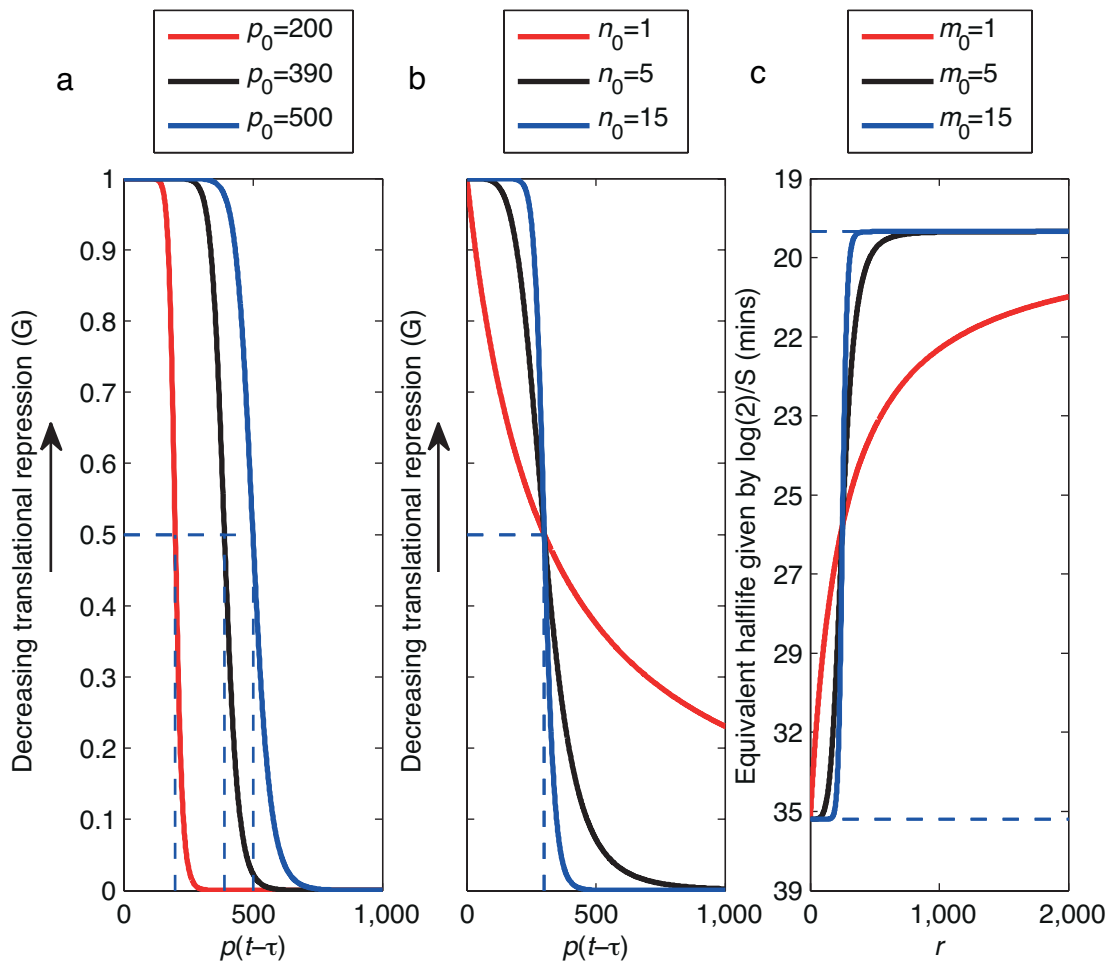 a
p0=200
p0=390
p0=500
b
n0=1
n0=5
n0=15
c
m0=1
m0=5
m0=15
Decreasing translational repression (G)
1
0.9
0.8
0.7
0.6
0.5
0.4
0.3
0.2
0.1
0
0
500
1,000
p(t–τ)
Decreasing translational repression (G)
0
500
1,000
p(t–τ)
Equivalent halflife given by log(2)/S (mins)
19
20
22
23
25
27
29
32
35
39
0
1,000
2,000
r